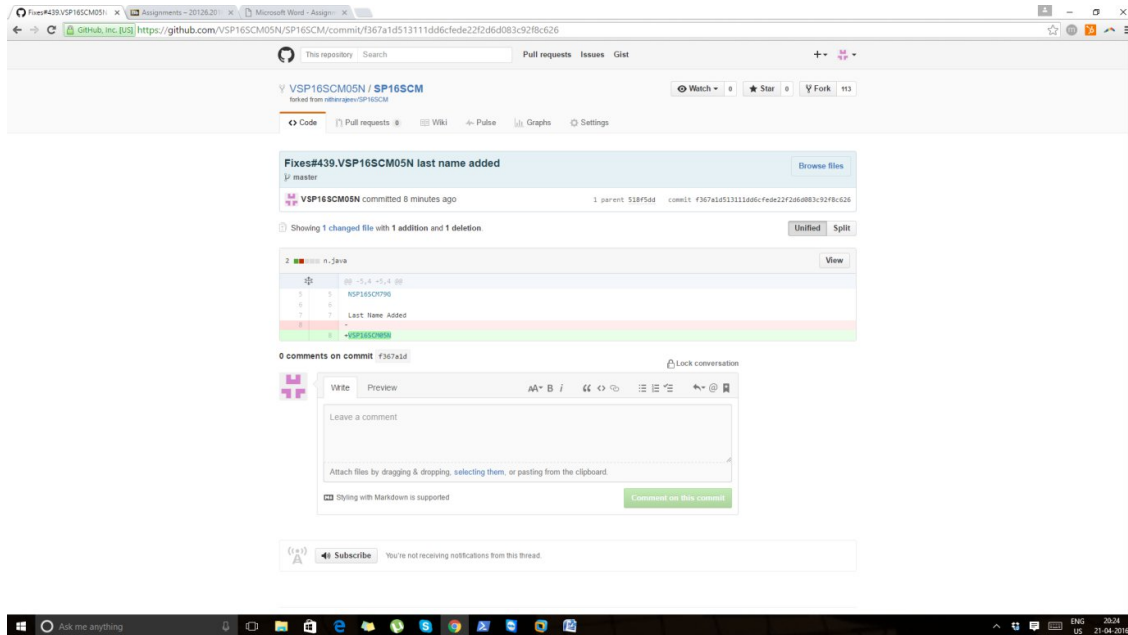 Fixes#439.VSP16SCM05N
Assignments – 20126.20
Microsoft Word - Assignm
GitHub, Inc. [US] https://github.com/VSP16SCM05N/SP16SCM/commit/f367a1d513111dd6cfede22f2d6d083c92f8c626
This repository Search Pull requests Issues Gist
VSP16SCM05N / SP16SCM Watch 0 Star 0 Fork 113
forked from nithinrajeev/SP16SCM
Code Pull requests 0 Wiki Pulse Graphs Settings
Fixes#439.VSP16SCM05N last name added Browse files
master
VSP16SCM05N committed 8 minutes ago 1 parent 518f5dd commit f367a1d513111dd6cfede22f2d6d083c92f8c626
Showing 1 changed file with 1 addition and 1 deletion. Unified Split
2 n.java View
@@ -5,4 +5,4 @@
5 5 NSP16SCM79G
6 6
7 7 Last Name Added
8 -
8 +VSP16SCM05N
0 comments on commit f367a1d Lock conversation
Write Preview AA B i
Leave a comment
Attach files by dragging & dropping, selecting them, or pasting from the clipboard.
Styling with Markdown is supported Comment on this commit
Subscribe You're not receiving notifications from this thread.
Ask me anything
ENG 20:24
US 21-04-2016